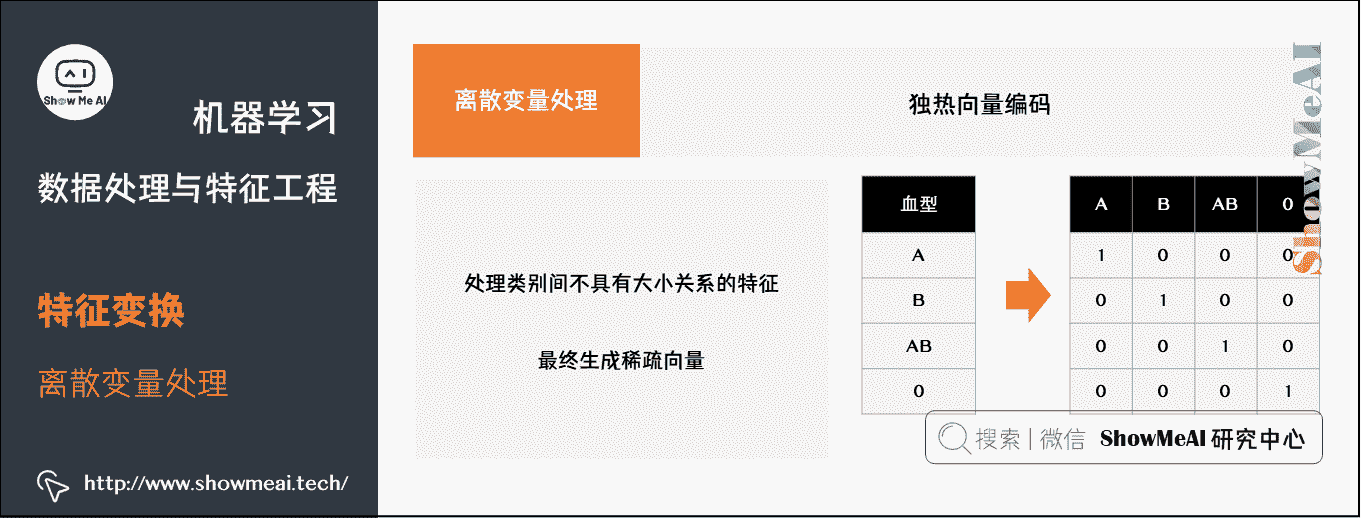 Show Me AI
机器学习
数据处理与特征工程
特征变换
离散变量处理
http://www.showmeai.tech/
离散变量处理
独热向量编码
处理类别间不具有大小关系的特征
最终生成稀疏向量
血型
A
B
AB
0
A B AB 0
1 0 0 0
0 1 0 0
0 0 1 0
0 0 0 1
ShowMeAI
搜索 | 微信 ShowMeAI 研究中心